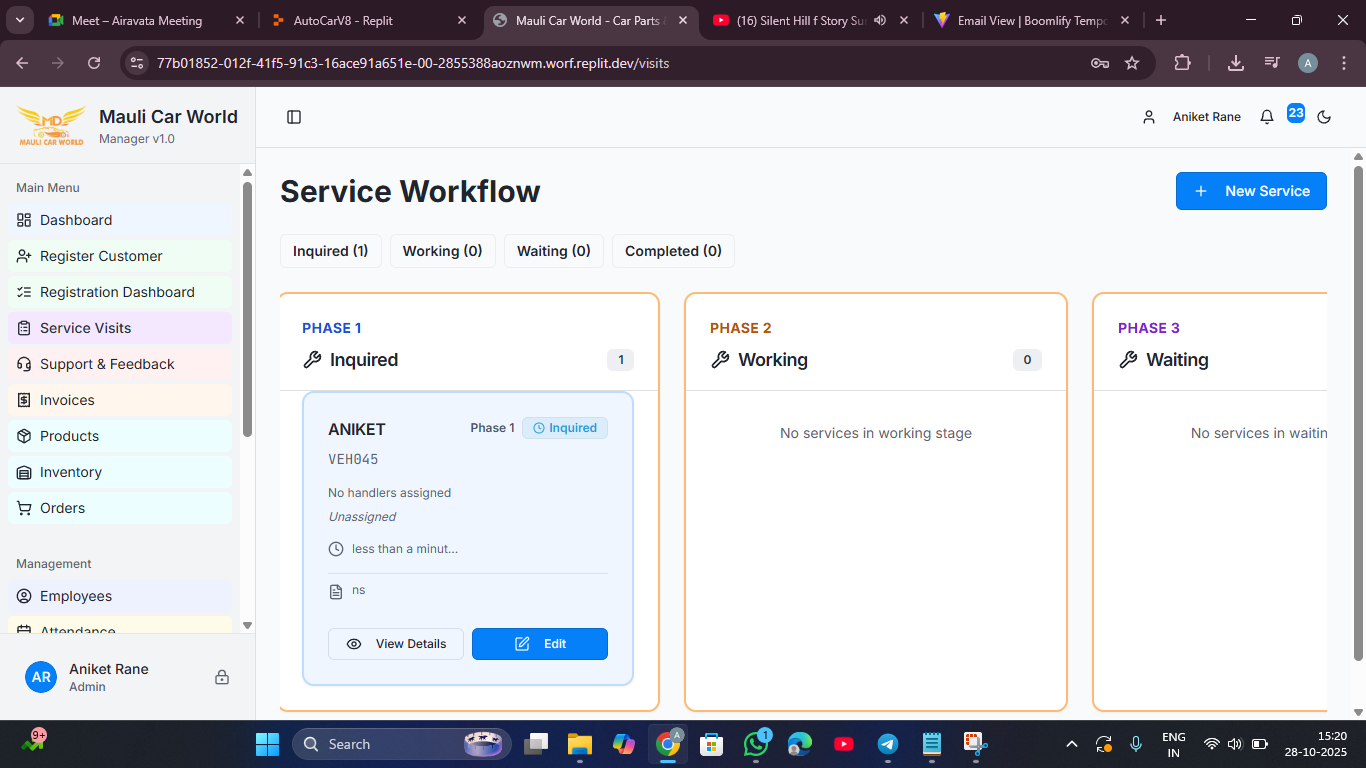 Meet – Airavata Meeting
AutoCarV8 - Replit
Mauli Car World - Car Parts
(16) Silent Hill f Story Su
Email View | Boomlify Tempo
77b01852-012f-41f5-91c3-16ace91a651e-00-2855388aoznwm.worf.replit.dev/visits
A
MD
MAULI CAR WORLD
Mauli Car World
Manager v1.0
Aniket Rane
23
Main Menu
Dashboard
Register Customer
Registration Dashboard
Service Visits
Support & Feedback
Invoices
Products
Inventory
Orders
Management
Employees
Attendance
AR
Aniket Rane
Admin
Service Workflow
New Service
Inquired (1)
Working (0)
Waiting (0)
Completed (0)
PHASE 1
Inquired
1
ANIKET
Phase 1
Inquired
VEH045
No handlers assigned
Unassigned
less than a minut...
ns
View Details
Edit
PHASE 2
Working
0
No services in working stage
PHASE 3
Waiting
No services in waitin
9+
Search
A
1
ENG
IN
15:20
28-10-2025